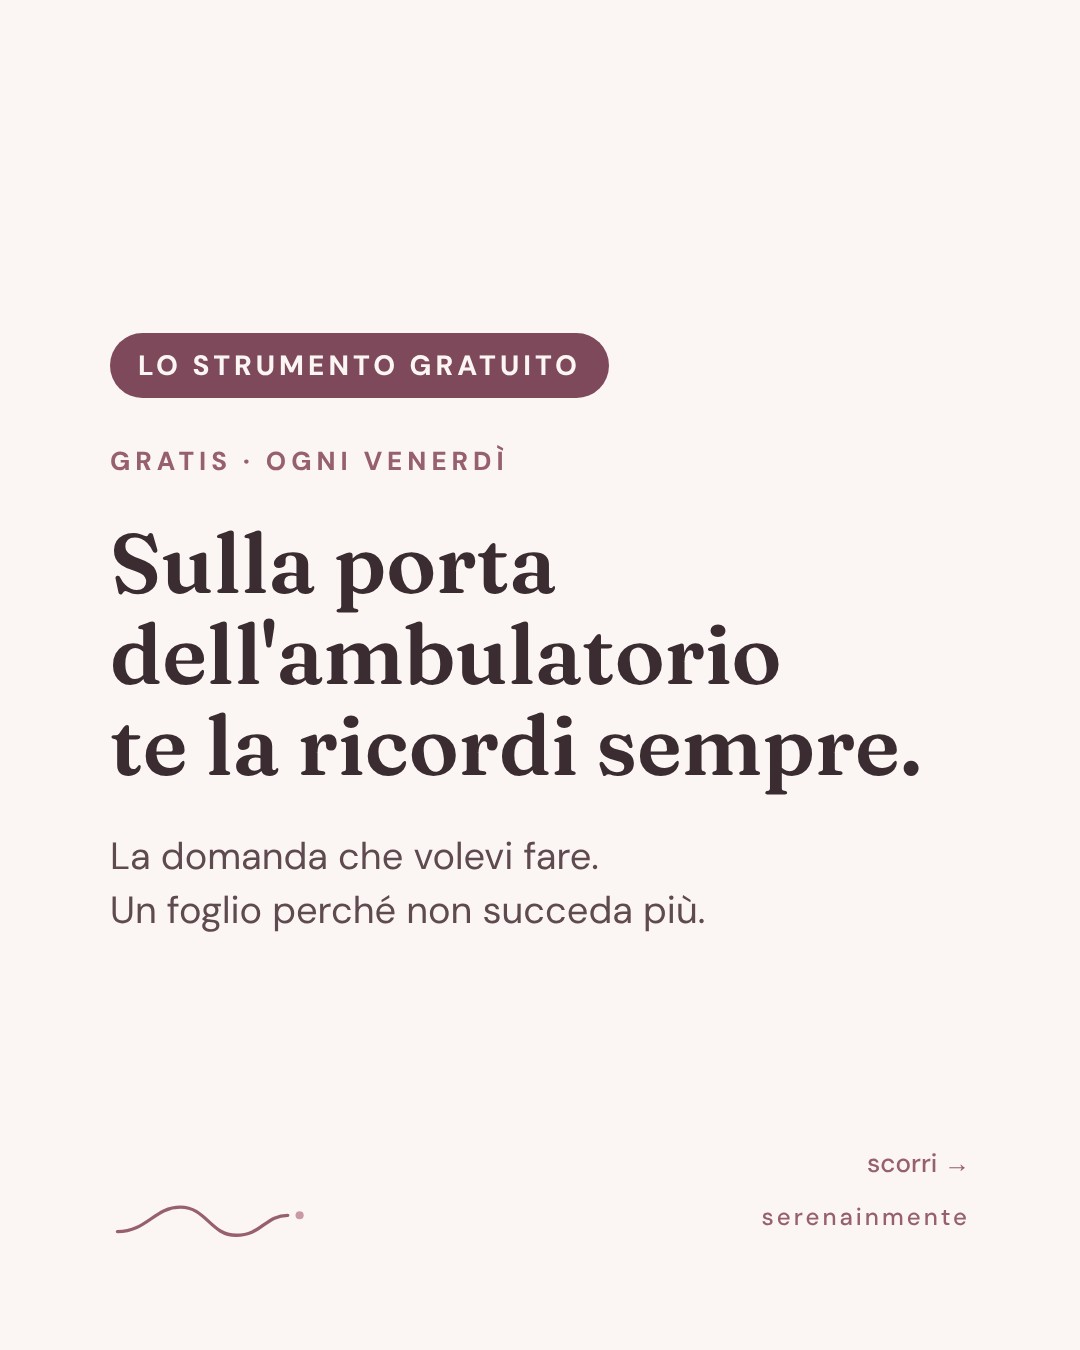 LO STRUMENTO GRATUITO
GRATIS · OGNI VENERDÌ
Sulla porta
dell'ambulatorio
te la ricordi sempre.
La domanda che volevi fare.
Un foglio perché non succeda più.
scorri →
serenainmente